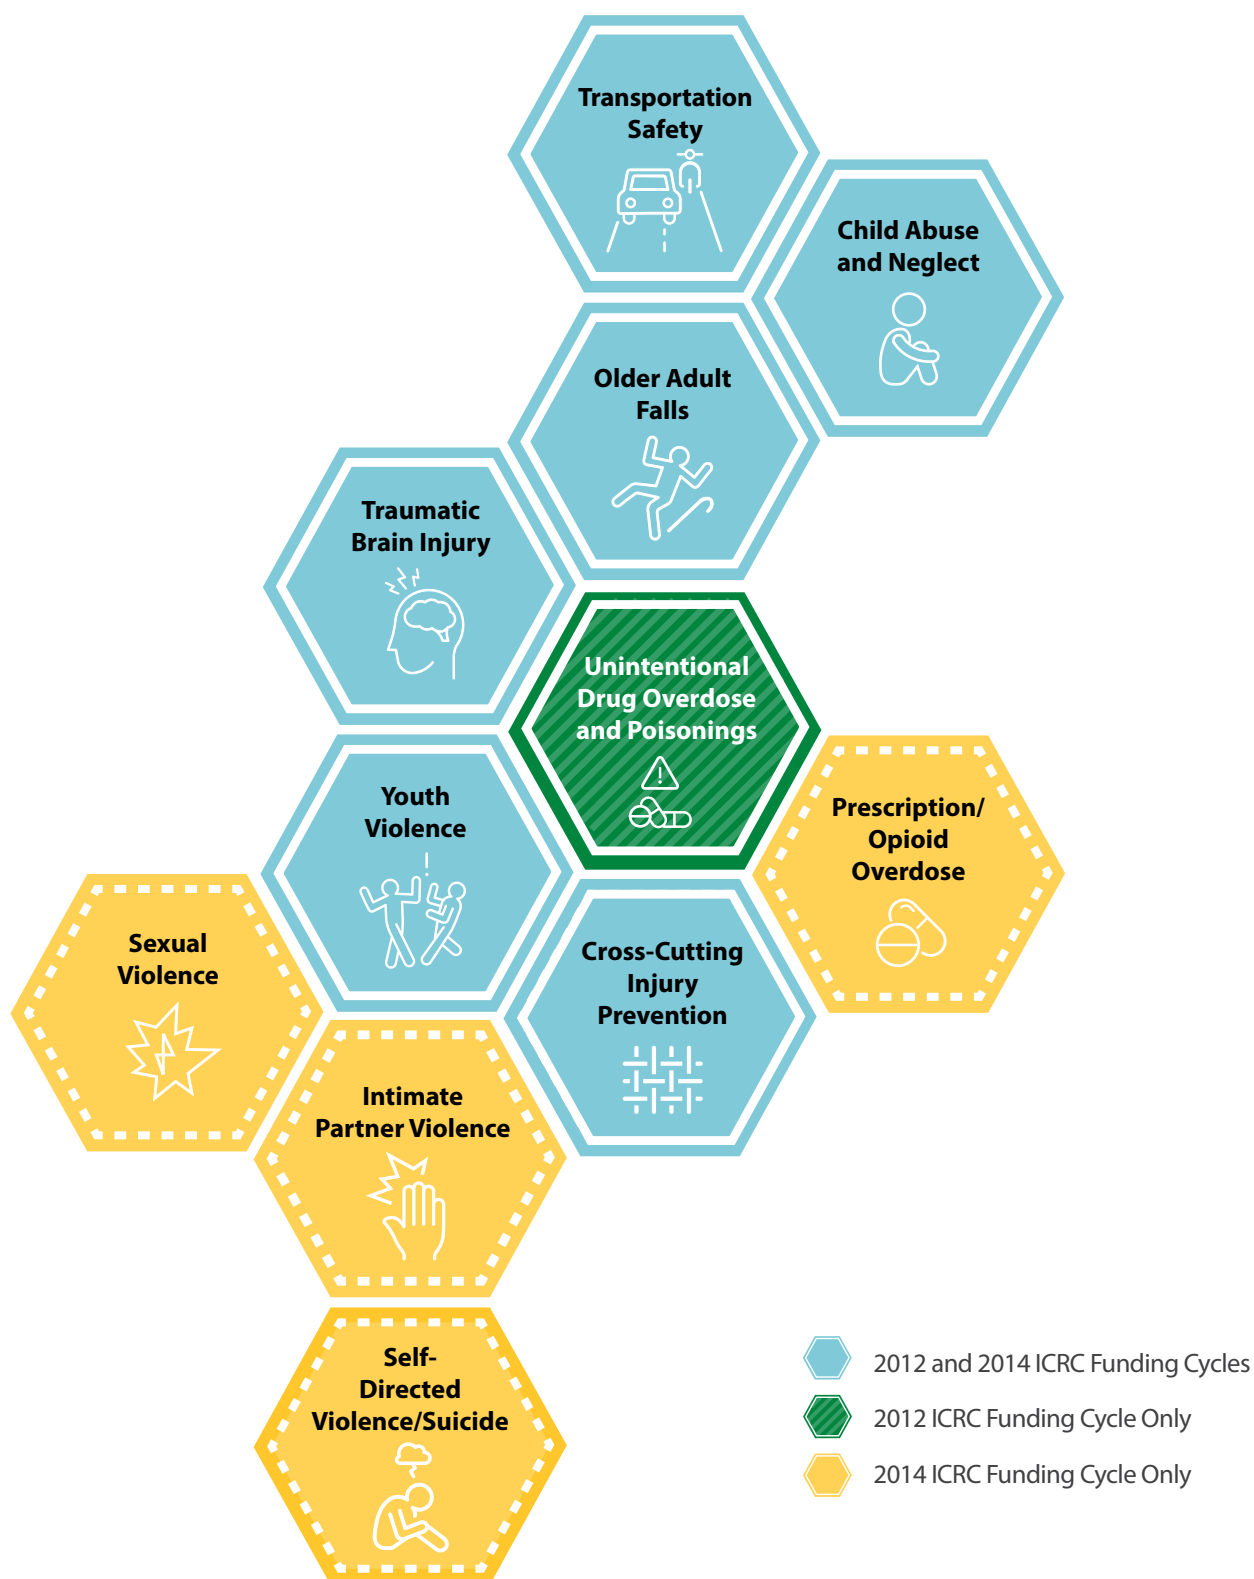 Transportation
Safety
Child Abuse
and Neglect
Older Adult
Falls
Traumatic
Brain Injury
Unintentional
Drug Overdose
and Poisonings
Youth
Violence
Prescription/
Opioid
Overdose
Sexual
Violence
Cross-Cutting
Injury
Prevention
Intimate
Partner Violence
Self-
Directed
Violence/Suicide
2012 and 2014 ICRC Funding Cycles
2012 ICRC Funding Cycle Only
2014 ICRC Funding Cycle Only